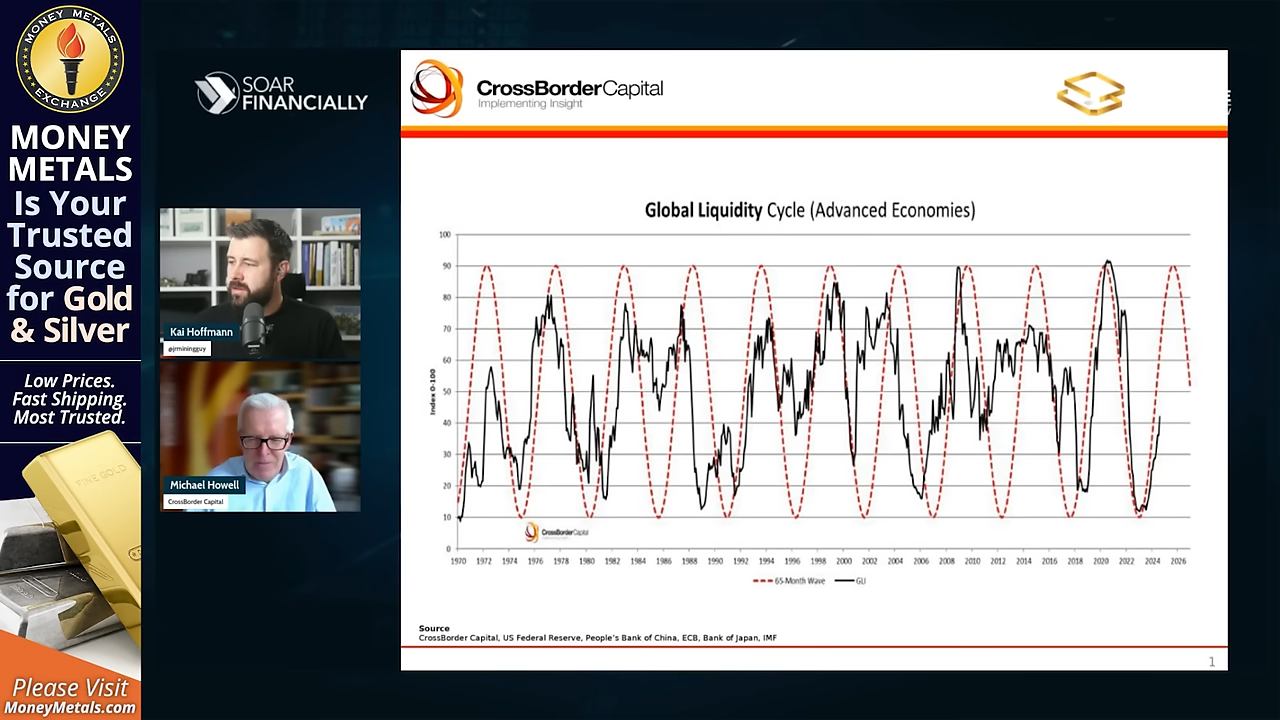 MONEY METALS
EXCHANGE
MONEY
METALS
Is Your
Trusted
Source
for Gold
& Silver
Low Prices.
Fast Shipping.
Most Trusted.
FINE GOLD
Please Visit
MoneyMetals.com
SOAR
FINANCIALLY
Kai Hoffmann
@jrminingguy
Michael Howell
CrossBorder Capital
CrossBorderCapital
Implementing Insight
Global Liquidity Cycle (Advanced Economies)
Index 0-100
100
90
80
70
60
50
40
30
20
10
0
CrossBorderCapital
1970 1972 1974 1976 1978 1980 1982 1984 1986 1988 1990 1992 1994 1996 1998 2000 2002 2004 2006 2008 2010 2012 2014 2016 2018 2020 2022 2024 2026
65-Month Wave GLI
Source
CrossBorder Capital, US Federal Reserve, People's Bank of China, ECB, Bank of Japan, IMF
1